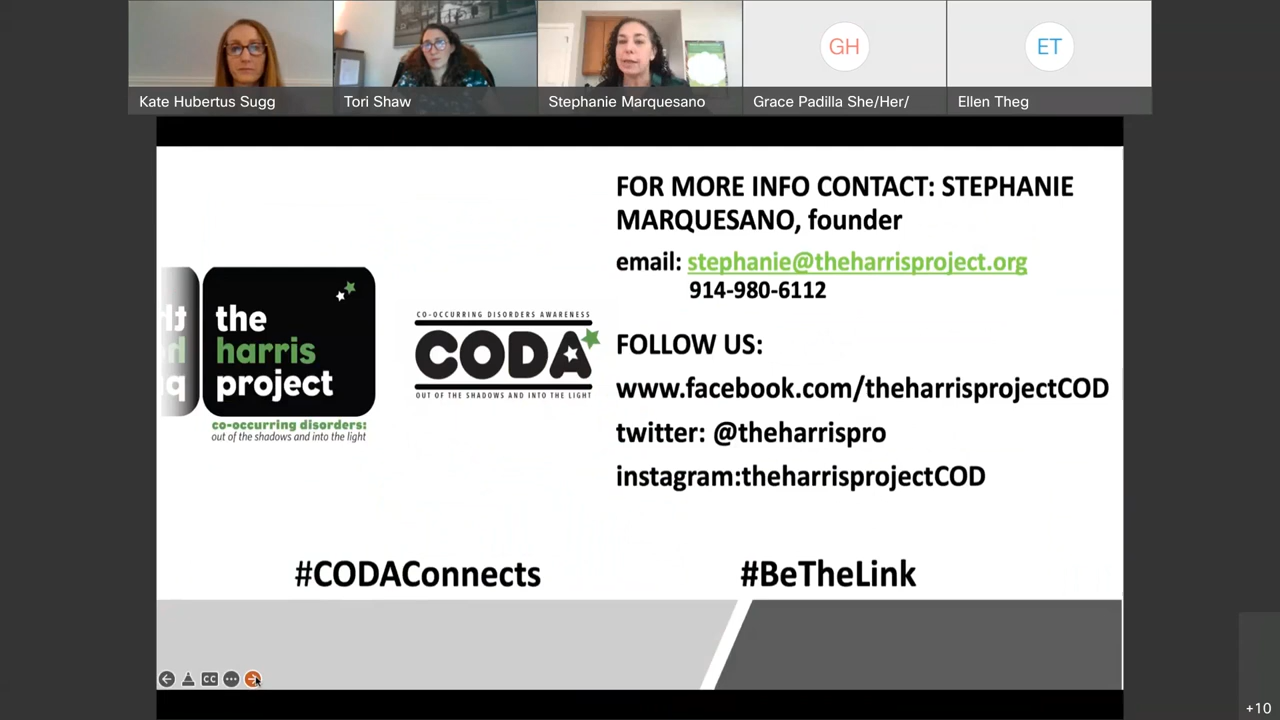 GH
ET
Kate Hubertus Sugg
Tori Shaw
Stephanie Marquesano
Grace Padilla She/Her/
Ellen Theg
FOR MORE INFO CONTACT: STEPHANIE
MARQUESANO, founder
email: stephanie@theharrisproject.org
914-980-6112
the
harris
project
co-occurring disorders:
out of the shadows and into the light
CO-OCCURRING DISORDERS AWARENESS
CODA
OUT OF THE SHADOWS AND INTO THE LIGHT
FOLLOW US:
www.facebook.com/theharrisprojectCOD
twitter: @theharrispro
instagram:theharrisprojectCOD
#CODAConnects
#BeTheLink
CC
+10